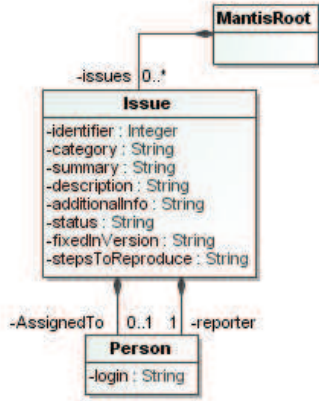 MantisRoot
-issues 0..*
Issue
-identifier : Integer
-category : String
-summary : String
-description : String
-additionalInfo : String
-status : String
-fixedInVersion : String
-stepsToReproduce : String
-AssignedTo 0..1 1 -reporter
Person
-login : String